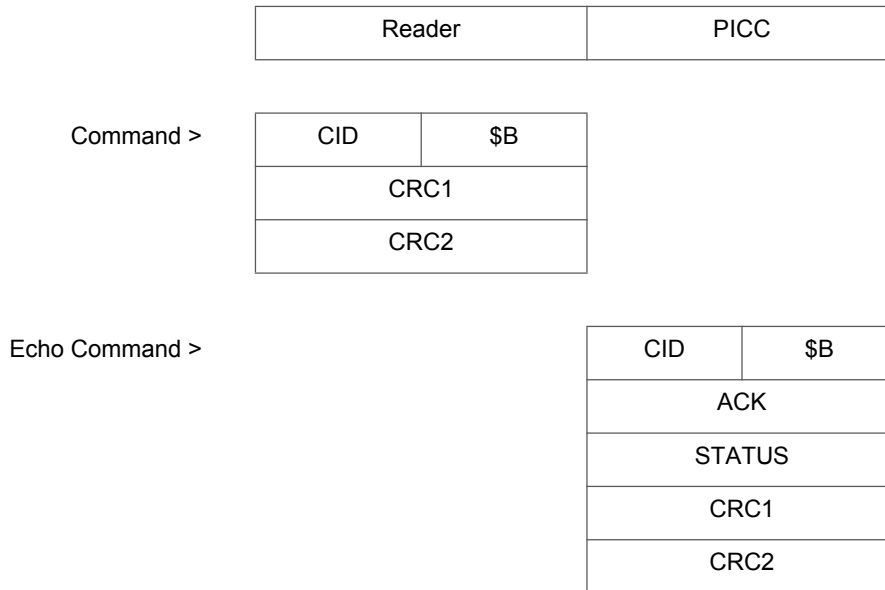 Reader PICC
Command > CID $B
CRC1
CRC2
Echo Command > CID $B
ACK
STATUS
CRC1
CRC2